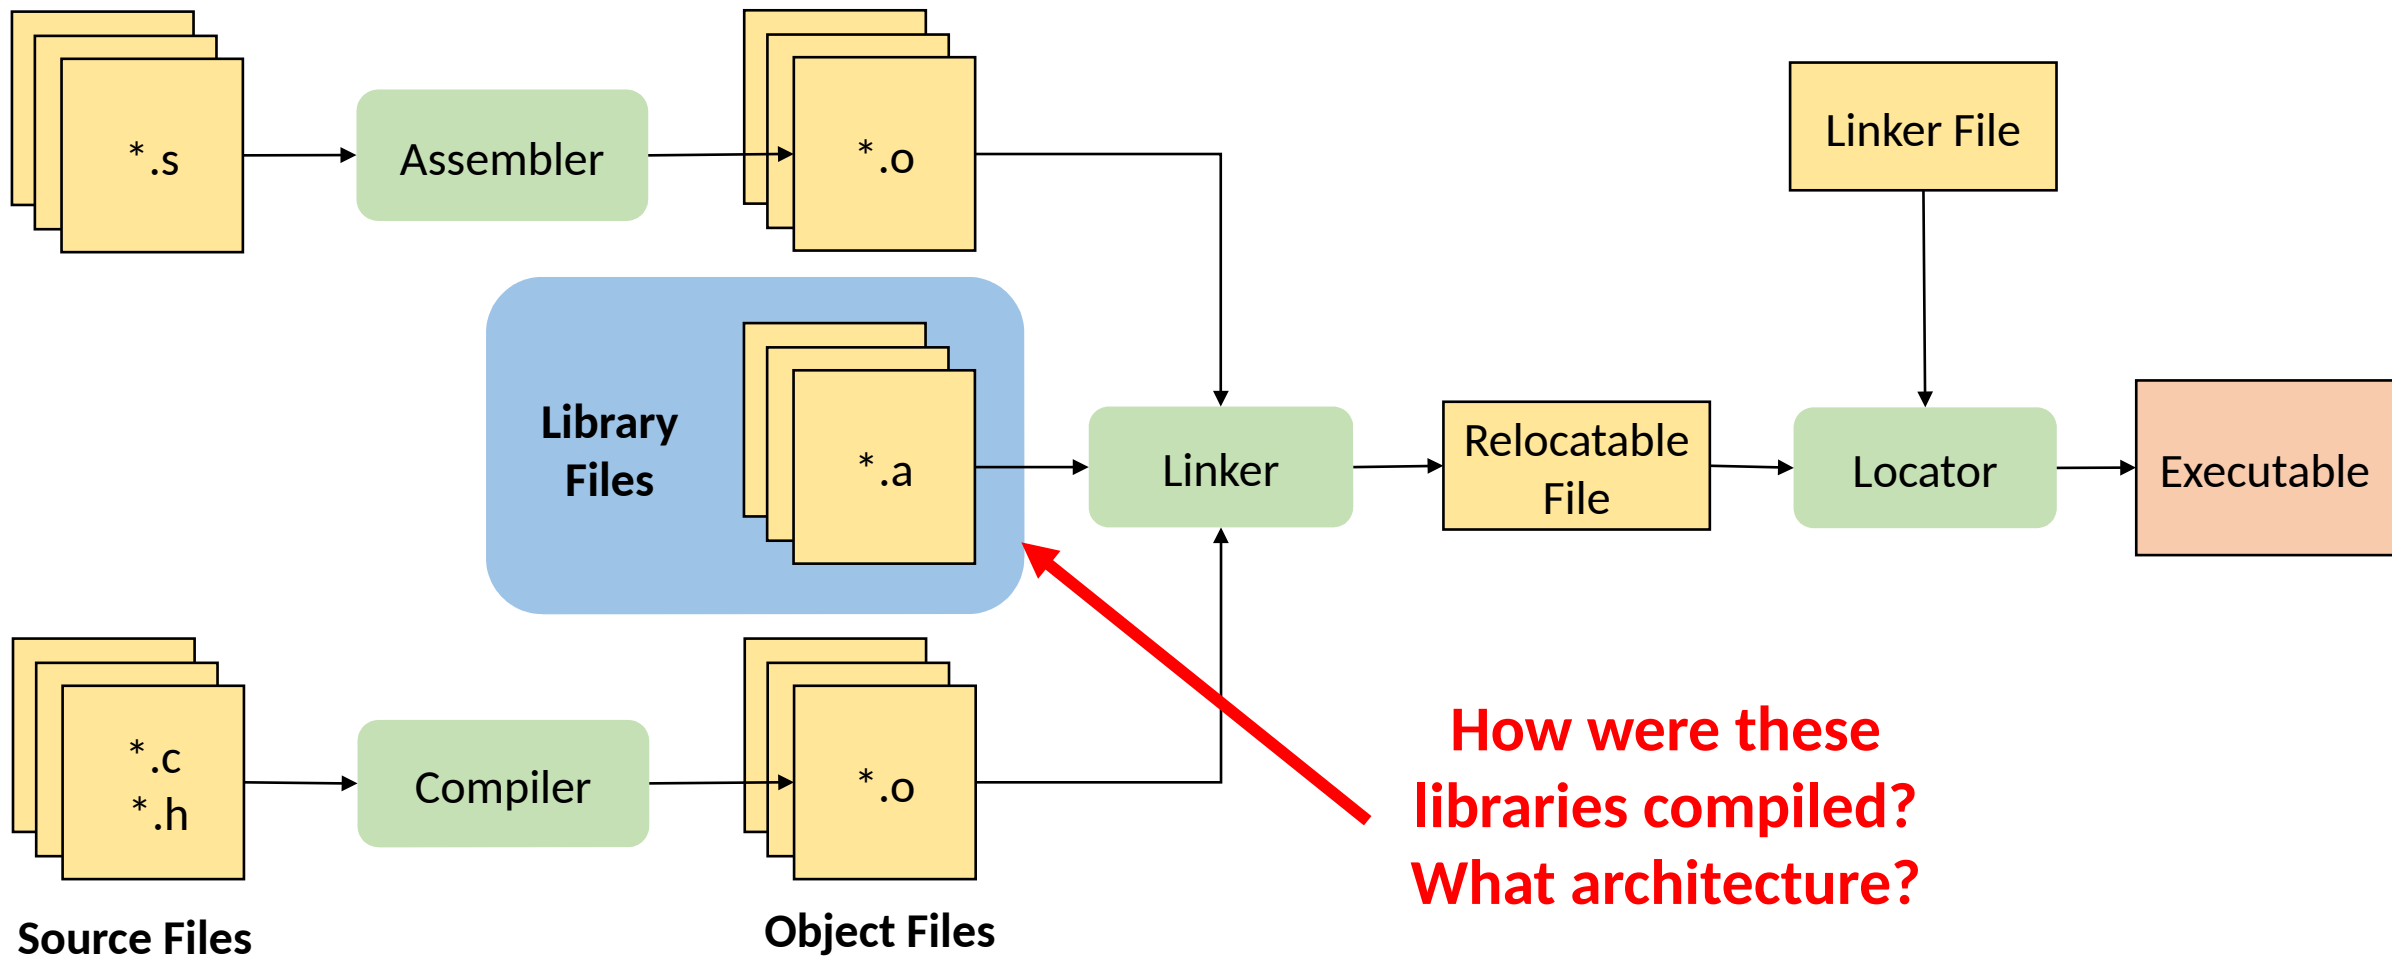 *.s
Assembler
*.o
Linker File
Library
Files
*.a
Linker
Relocatable
File
Locator
Executable
*.c
*.h
Compiler
*.o
How were these
libraries compiled?
What architecture?
Source Files
Object Files